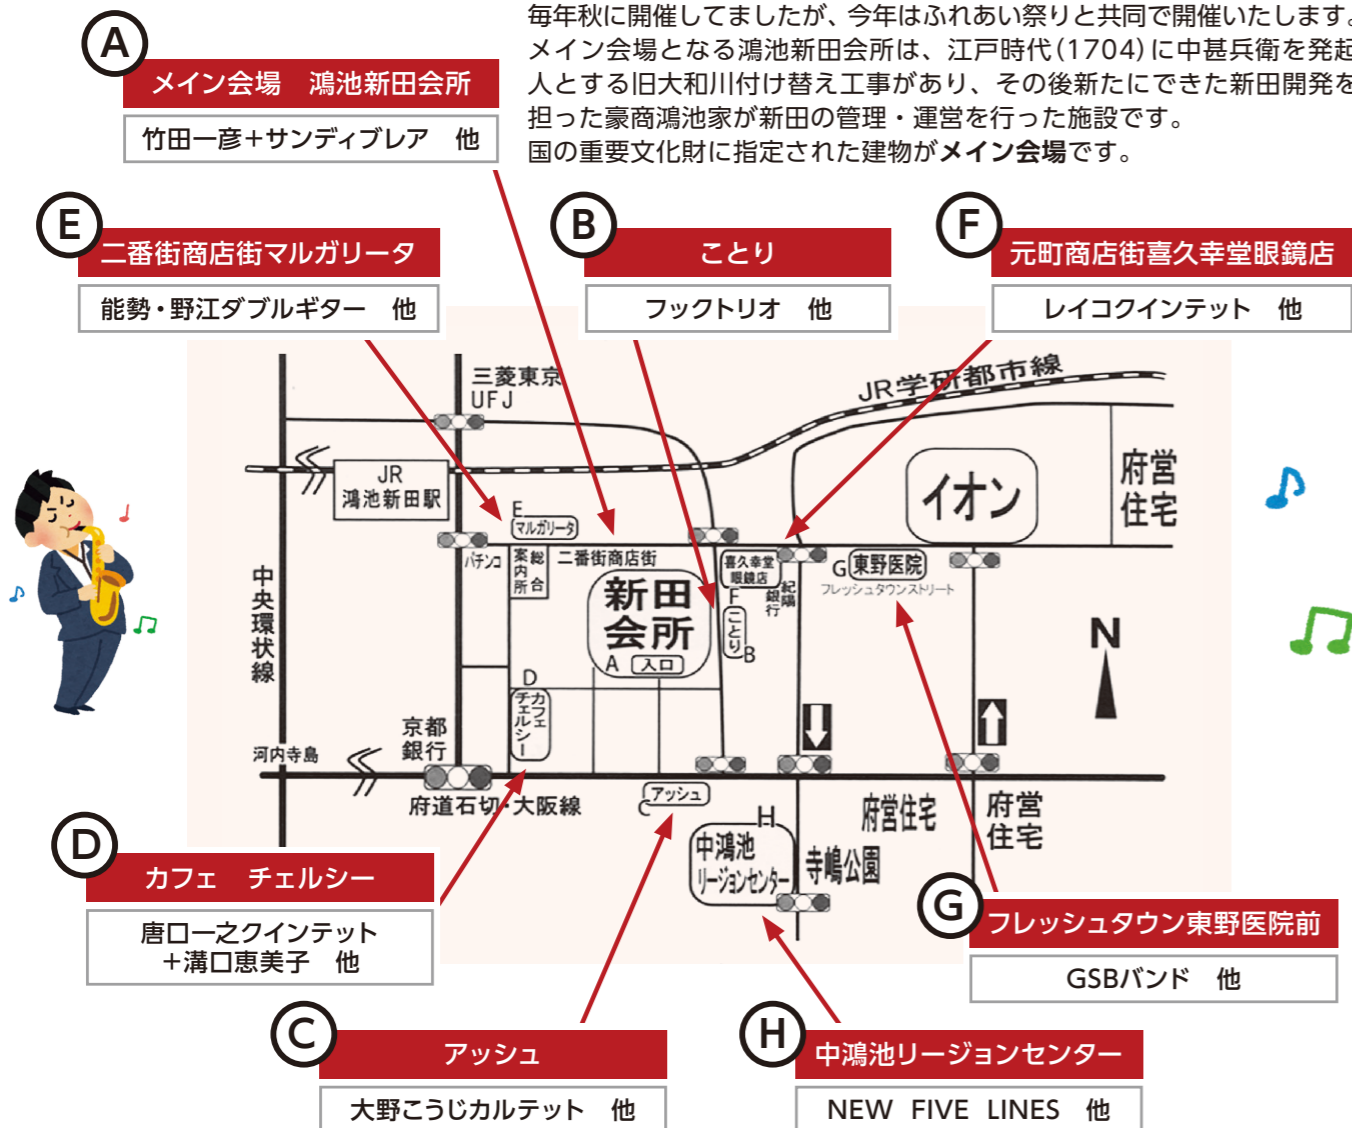 毎年秋に開催してましたが、今年はふれあい祭りと共同で開催いたします。
メイン会場となる鴻池新田会所は、江戸時代(1704)に中甚兵衛を発起
人とする旧大和川付け替え工事があり、その後新たにできた新田開発を
担った豪商鴻池家が新田の管理・運営を行った施設です。
国の重要文化財に指定された建物がメイン会場です。
A
メイン会場　鴻池新田会所
竹田一彦+サンディブレア　他
E
二番街商店街マルガリータ
能勢・野江ダブルギター　他
B
ことり
フックトリオ　他
F
元町商店街喜久幸堂眼鏡店
レイコクインテット　他
三菱東京
UFJ
JR学研都市線
JR
鴻池新田駅
イオン
府営
住宅
E
マルガリータ
パチンコ
総合
案内所
二番街商店街
喜久幸堂
眼鏡店
F
紀陽
銀行
G
東野医院
フレッシュタウンストリート
中央環状線
新田
会所
A
入口
ことり
B
N
D
カフェ
チェルシー
京都
銀行
河内寺島
府道石切・大阪線
アッシュ
C
H
中鴻池
リージョンセンター
寺嶋公園
府営住宅
府営
住宅
D
カフェ　チェルシー
唐口一之クインテット
+溝口恵美子　他
G
フレッシュタウン東野医院前
GSBバンド　他
C
アッシュ
大野こうじカルテット　他
H
中鴻池リージョンセンター
NEW FIVE LINES　他